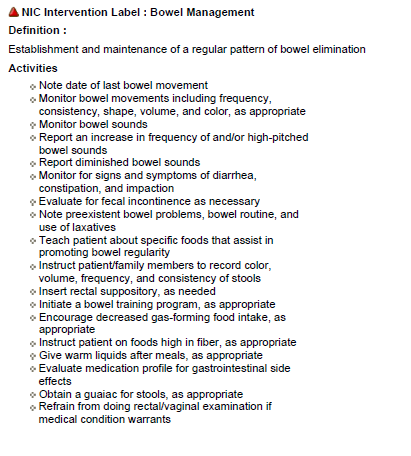 NIC Intervention Label : Bowel Management
Definition :
Establishment and maintenance of a regular pattern of bowel elimination
Activities
Note date of last bowel movement
Monitor bowel movements including frequency,
consistency, shape, volume, and color, as appropriate
Monitor bowel sounds
Report an increase in frequency of and/or high-pitched
bowel sounds
Report diminished bowel sounds
Monitor for signs and symptoms of diarrhea,
constipation, and impaction
Evaluate for fecal incontinence as necessary
Note preexistent bowel problems, bowel routine, and
use of laxatives
Teach patient about specific foods that assist in
promoting bowel regularity
Instruct patient/family members to record color,
volume, frequency, and consistency of stools
Insert rectal suppository, as needed
Initiate a bowel training program, as appropriate
Encourage decreased gas-forming food intake, as
appropriate
Instruct patient on foods high in fiber, as appropriate
Give warm liquids after meals, as appropriate
Evaluate medication profile for gastrointestinal side
effects
Obtain a guaiac for stools, as appropriate
Refrain from doing rectal/vaginal examination if
medical condition warrants